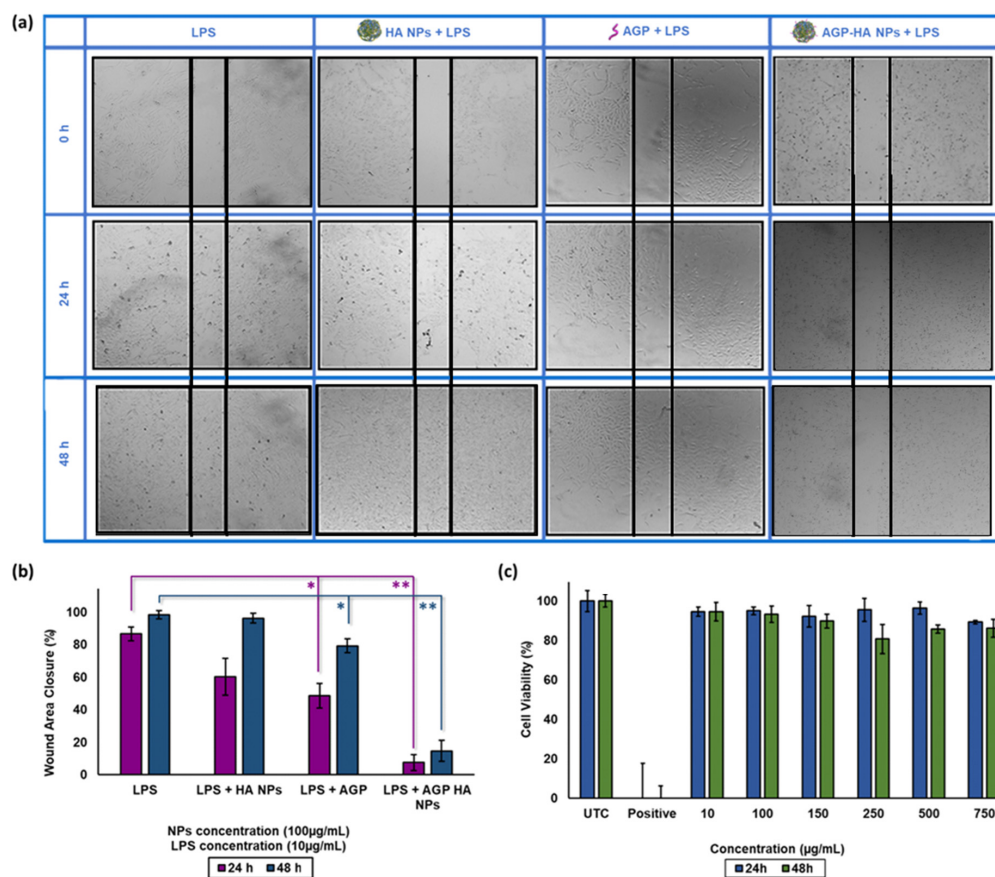 (a)
LPS
HA NPs + LPS
AGP + LPS
AGP-HA NPs + LPS
0 h
24 h
48 h
(b)
Wound Area Closure (%)
100
80
60
40
20
0
*
**
*
**
LPS
LPS + HA NPs
LPS + AGP
LPS + AGP HA
NPs
NPs concentration (100µg/mL)
LPS concentration (10µg/mL)
24 h
48 h
(c)
Cell Viability (%)
100
80
60
40
20
0
UTC
Positive
10
100
150
250
500
750
Concentration (µg/mL)
24h
48h